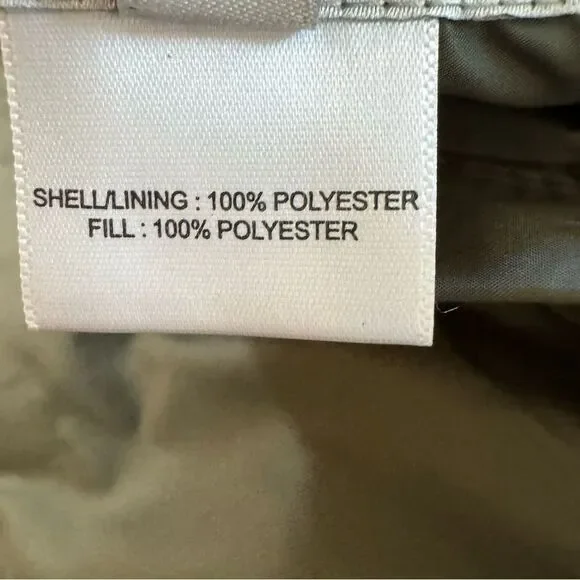 SHELL/LINING : 100% POLYESTER
FILL : 100% POLYESTER